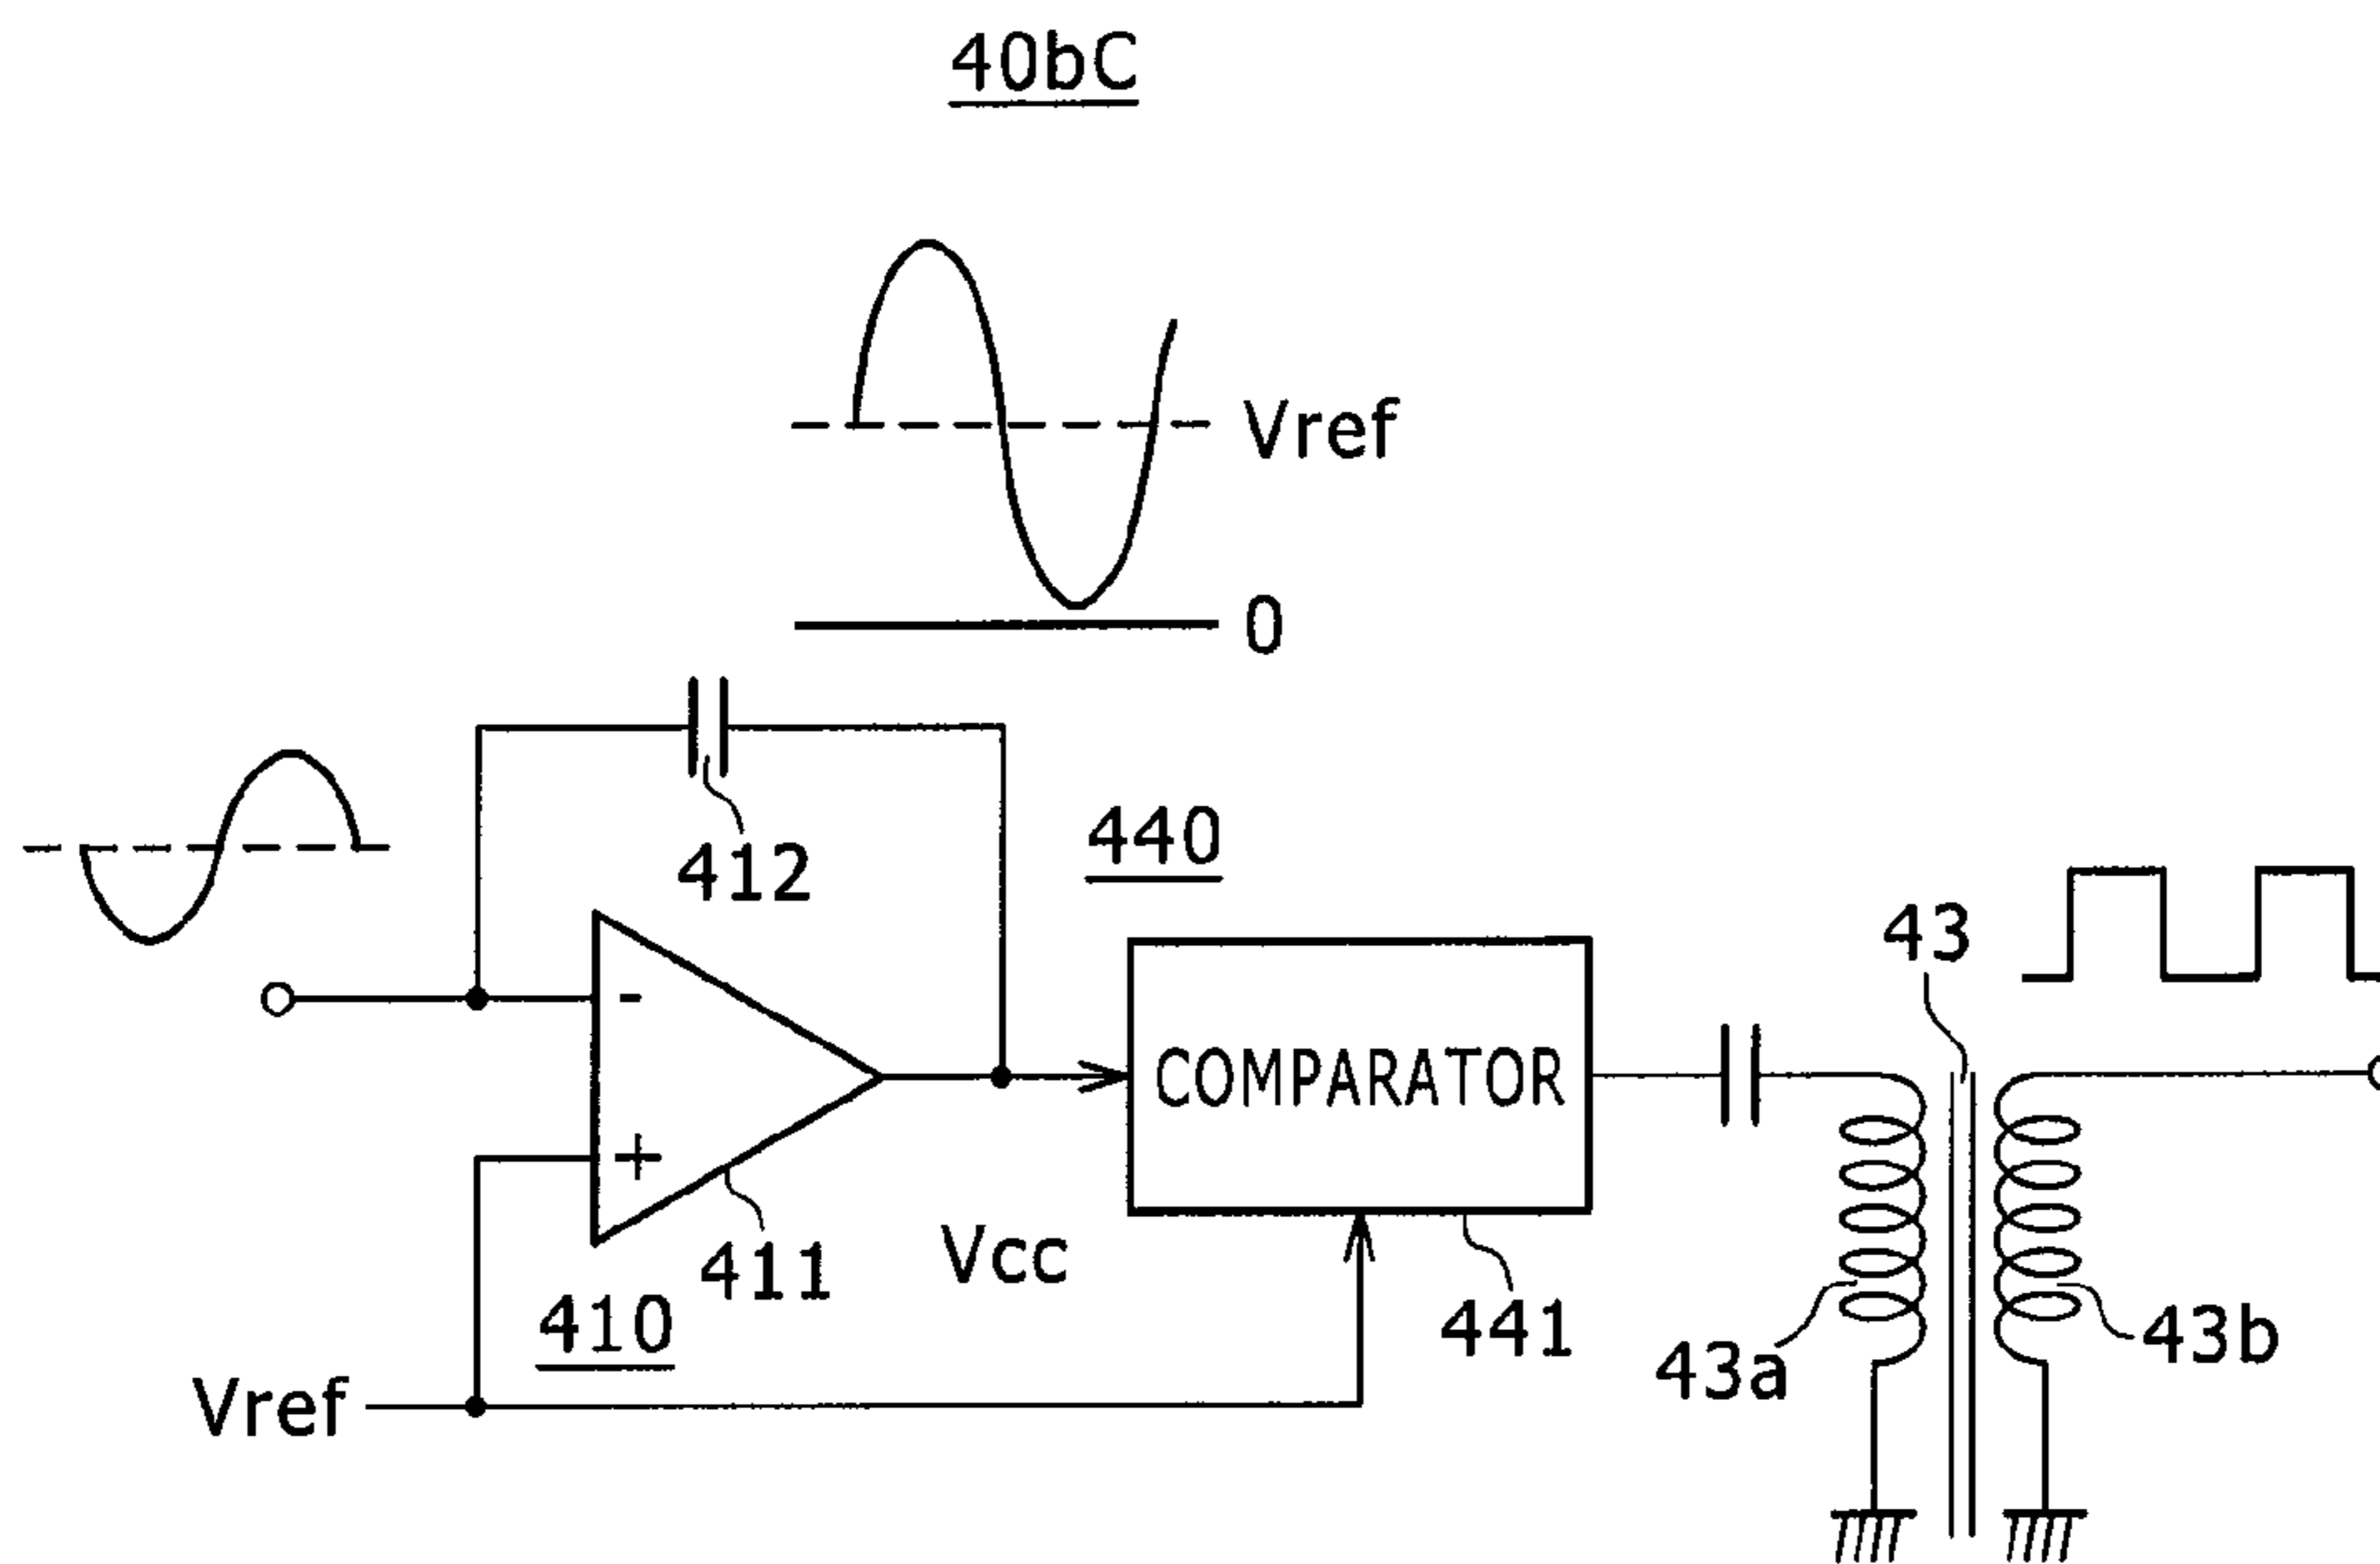 40bC
Vref
0
412
440
43
-
COMPARATOR
+
411
Vcc
410
441
43a
43b
Vref